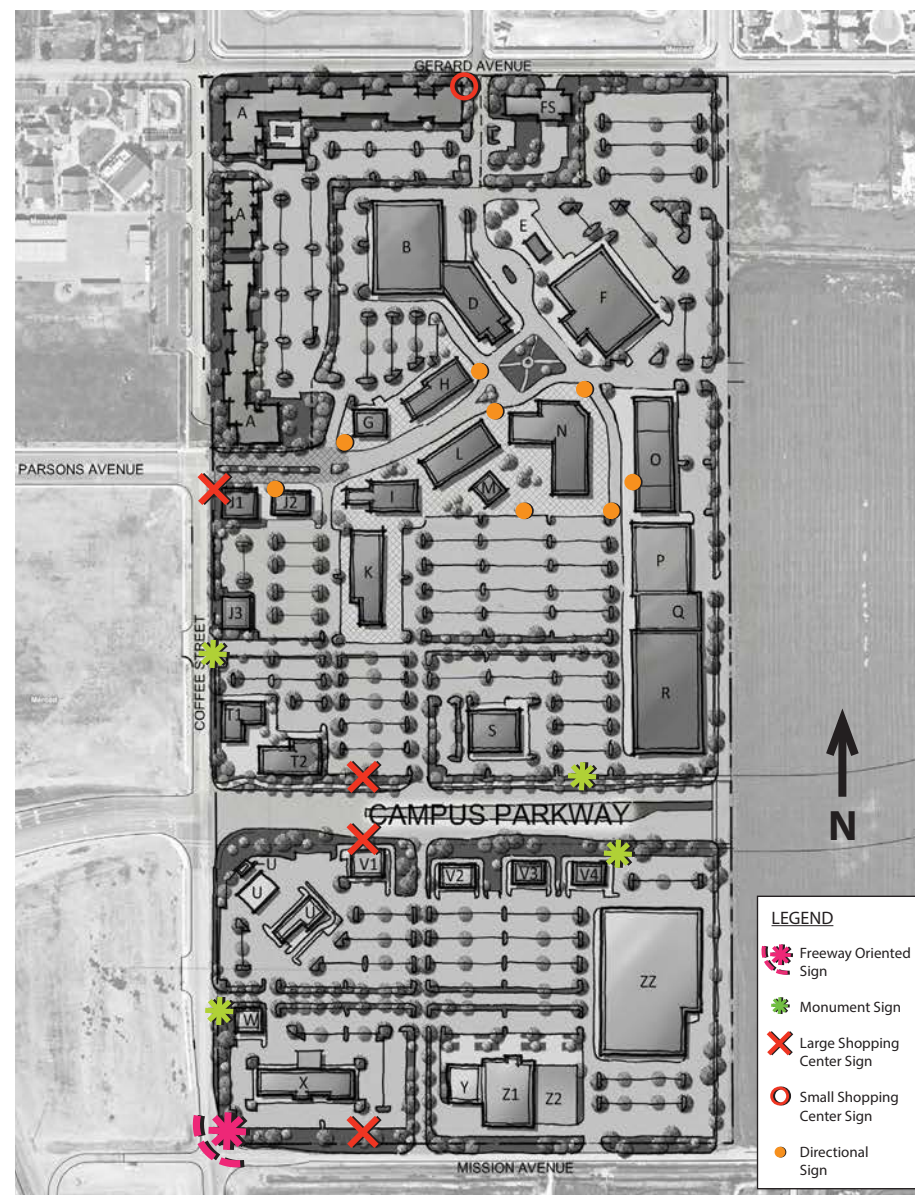 GERARD AVENUE
A
FS
A
E
B
F
D
H
A
G
N
L
O
PARSONS AVENUE
M
I
J1
J2
P
K
Q
J3
R
COFFEE STREET
T1
S
T2
CAMPUS PARKWAY
N
U
V1
U
V2
V3
V4
U
LEGEND
Freeway Oriented
Sign
ZZ
Monument Sign
W
Large Shopping
Center Sign
X
Y
Z1
Z2
Small Shopping
Center Sign
MISSION AVENUE
Directional
Sign